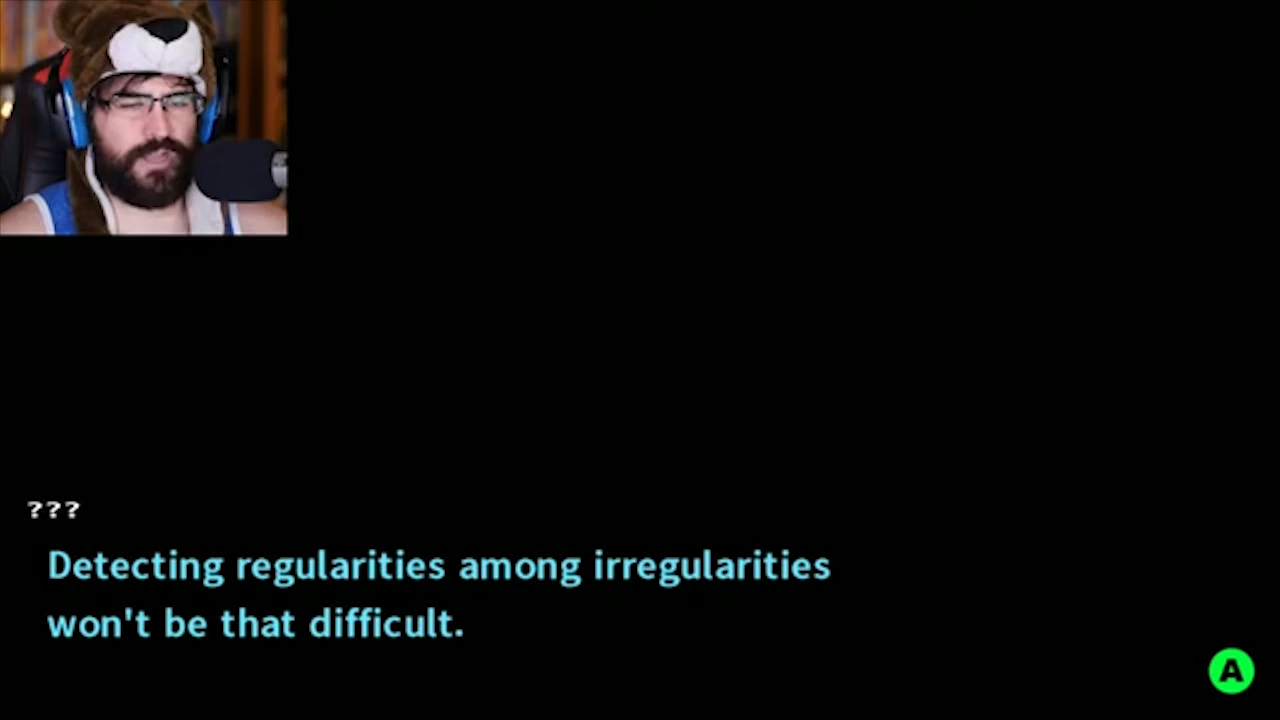 ???
Detecting regularities among irregularities
won't be that difficult.
A